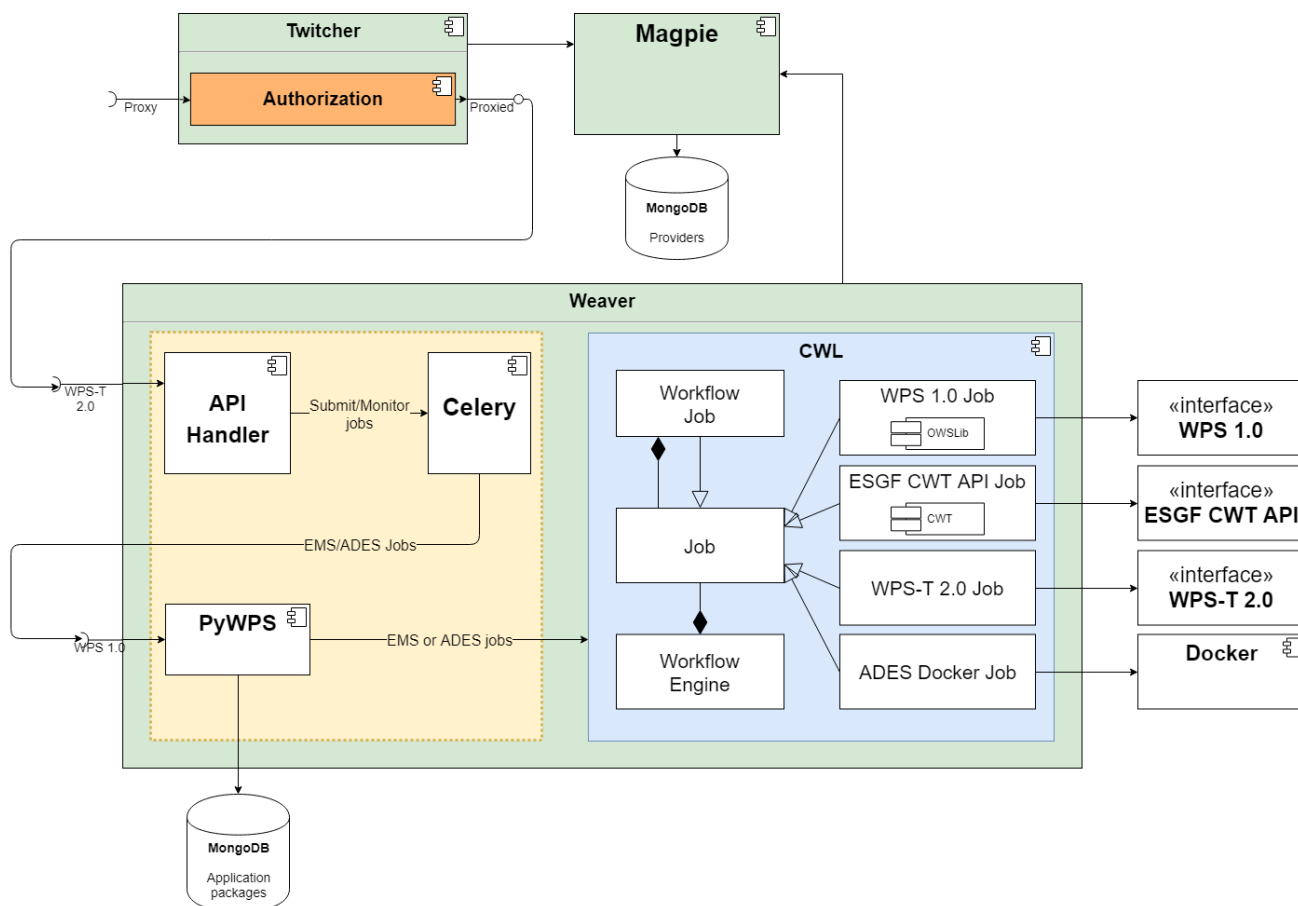 Twitcher
Magpie
Authorization
Proxy
Proxied
MongoDB
Providers
Weaver
CWL
API
Handler
Submit/Monitor
jobs
Celery
WPS-T
2.0
Workflow
Job
WPS 1.0 Job
OWSLib
«interface»
WPS 1.0
ESGF CWT API Job
CWT
«interface»
ESGF CWT API
EMS/ADES Jobs
Job
WPS-T 2.0 Job
«interface»
WPS-T 2.0
PyWPS
WPS 1.0
EMS or ADES jobs
Workflow
Engine
ADES Docker Job
Docker
MongoDB
Application
packages